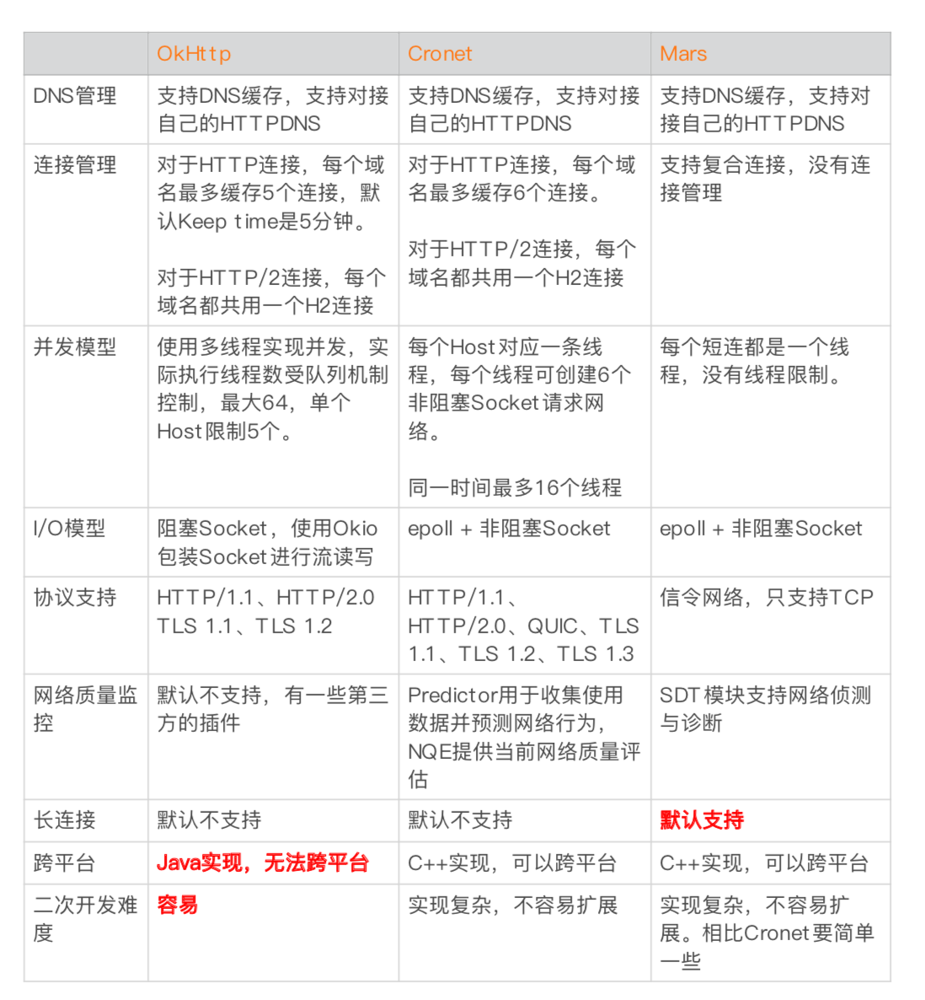 OkHttp
Cronet
Mars
DNS管理
支持DNS缓存，支持对接
自己的HTTPDNS
支持DNS缓存，支持对接
自己的HTTPDNS
支持DNS缓存，支持对
接自己的HTTPDNS
连接管理
对于HTTP连接，每个域
名最多缓存5个连接，默
认Keep time是5分钟。
对于HTTP/2连接，每个
域名都共用一个H2连接
对于HTTP连接，每个域
名最多缓存6个连接。
对于HTTP/2连接，每个
域名都共用一个H2连接
支持复合连接，没有连
接管理
并发模型
使用多线程实现并发，实
际执行线程数受队列机制
控制，最大64，单个
Host限制5个。
每个Host对应一条线
程，每个线程可创建6个
非阻塞Socket请求网
络。
同一时间最多16个线程
每个短连都是一个线
程，没有线程限制。
I/O模型
阻塞Socket，使用Okio
包装Socket进行流读写
epoll + 非阻塞Socket
epoll + 非阻塞Socket
协议支持
HTTP/1.1、HTTP/2.0
TLS 1.1、TLS 1.2
HTTP/1.1、
HTTP/2.0、QUIC、TLS
1.1、TLS 1.2、TLS 1.3
信令网络，只支持TCP
网络质量监
控
默认不支持，有一些第三
方的插件
Predictor用于收集使用
数据并预测网络行为，
NQE提供当前网络质量评
估
SDT模块支持网络侦测
与诊断
长连接
默认不支持
默认不支持
默认支持
跨平台
Java实现，无法跨平台
C++实现，可以跨平台
C++实现，可以跨平台
二次开发难
度
容易
实现复杂，不容易扩展
实现复杂，不容易扩
展。相比Cronet要简单
一些